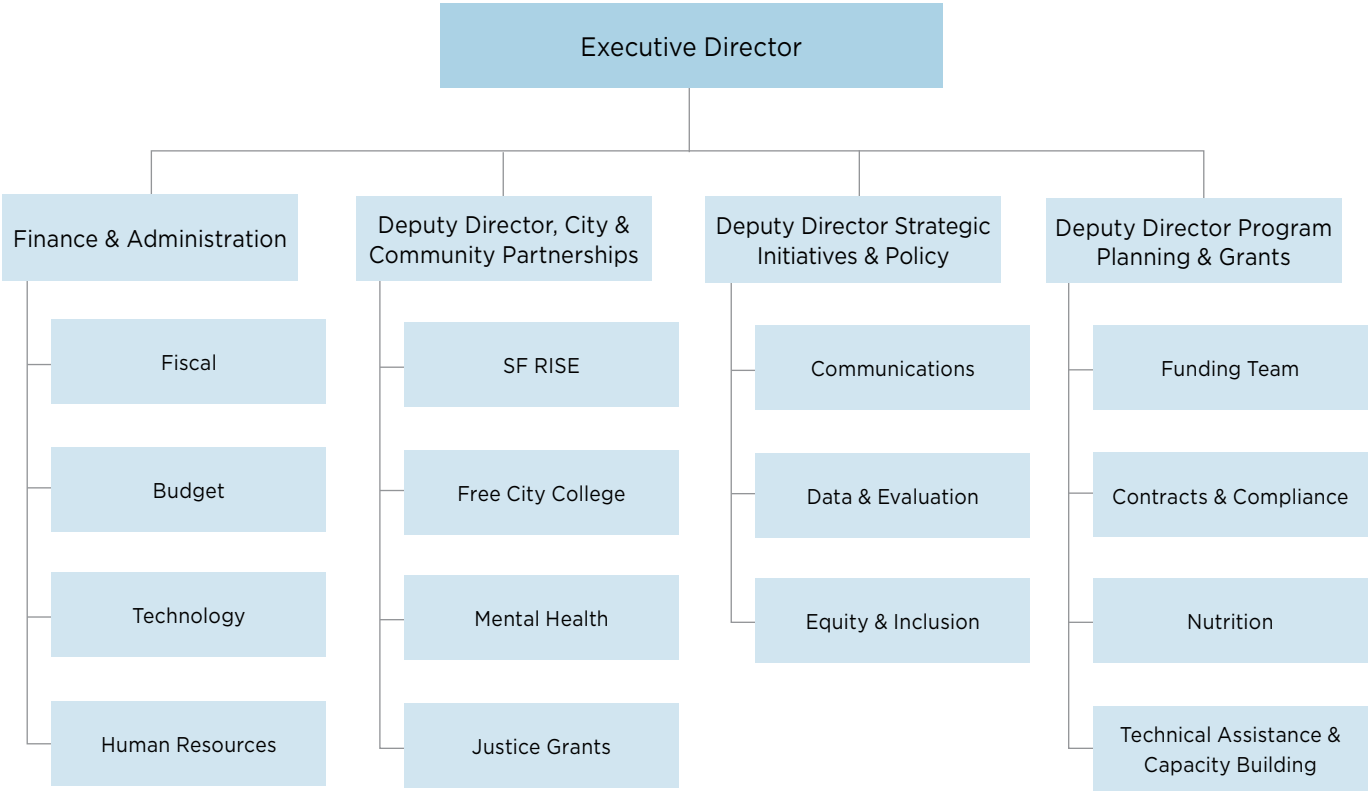 Executive Director
Finance & Administration
Fiscal
Budget
Technology
Human Resources
Deputy Director, City &
Community Partnerships
SF RISE
Free City College
Mental Health
Justice Grants
Deputy Director Strategic
Initiatives & Policy
Communications
Data & Evaluation
Equity & Inclusion
Deputy Director Program
Planning & Grants
Funding Team
Contracts & Compliance
Nutrition
Technical Assistance &
Capacity Building